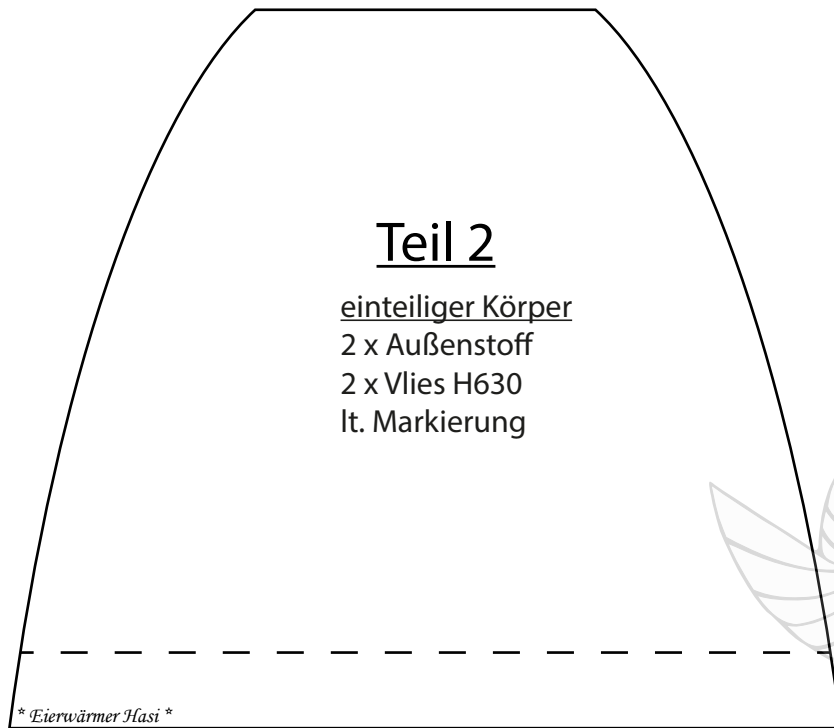 Teil 2
einteiliger Körper
2 x Außenstoff
2 x Vlies H630
lt. Markierung
* Eierwärmer Hasi *